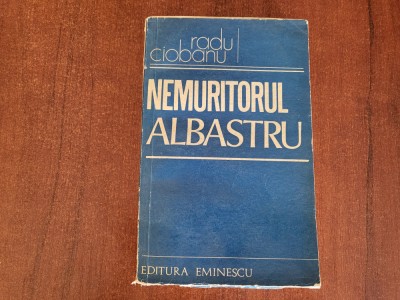 radu
ciobanu
NEMURITORUL
ALBASTRU
EDITURA EMINESCU